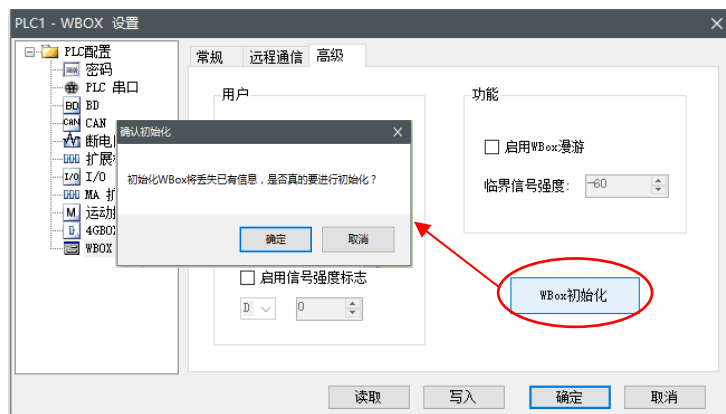 PLC1 - WBOX 设置
PLC配置
密码
PLC 串口
BD
BD
CAN
CAN
断电
扩展
I/O
I/O
MA 扩
M
运动
4GBOX
WBOX
常规
远程通信
高级
用户
启用信号强度标志
D
0
功能
启用WBox漫游
临界信号强度:
-60
WBox初始化
确认初始化
初始化WBox将丢失已有信息，是否真的要进行初始化？
确定
取消
读取
写入
确定
取消